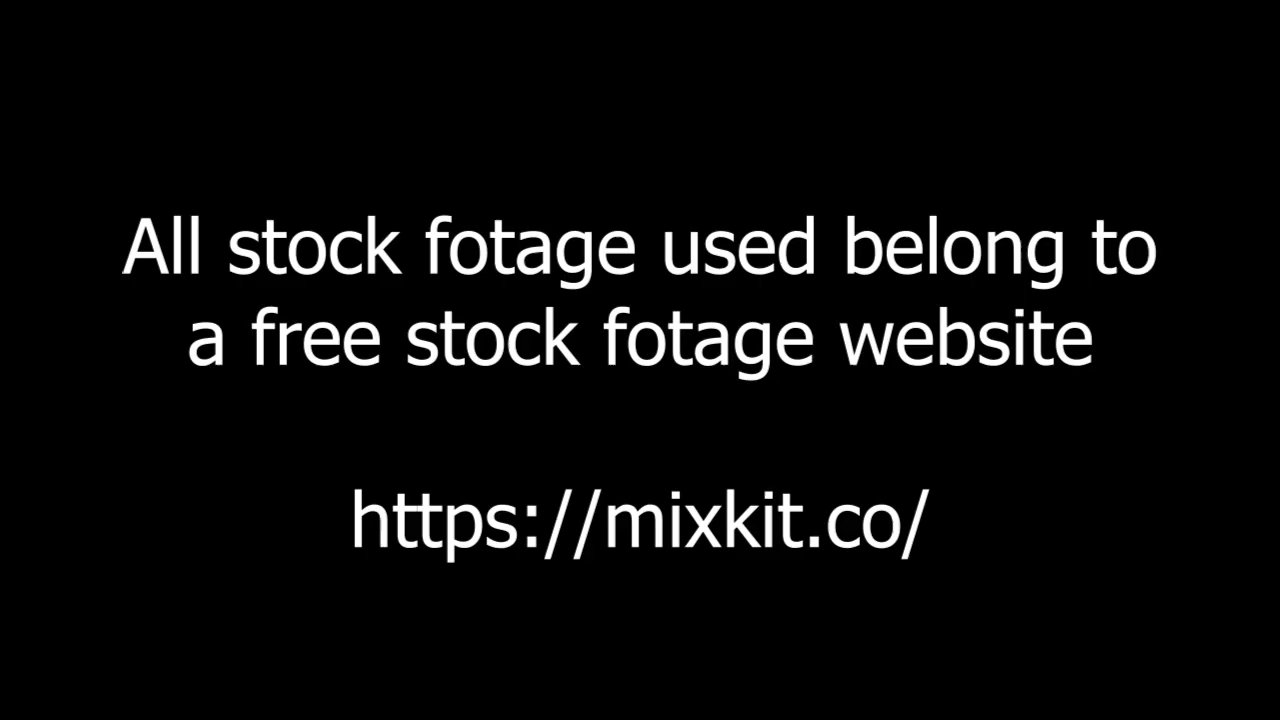 All stock fotage used belong to
a free stock fotage website
https://mixkit.co/